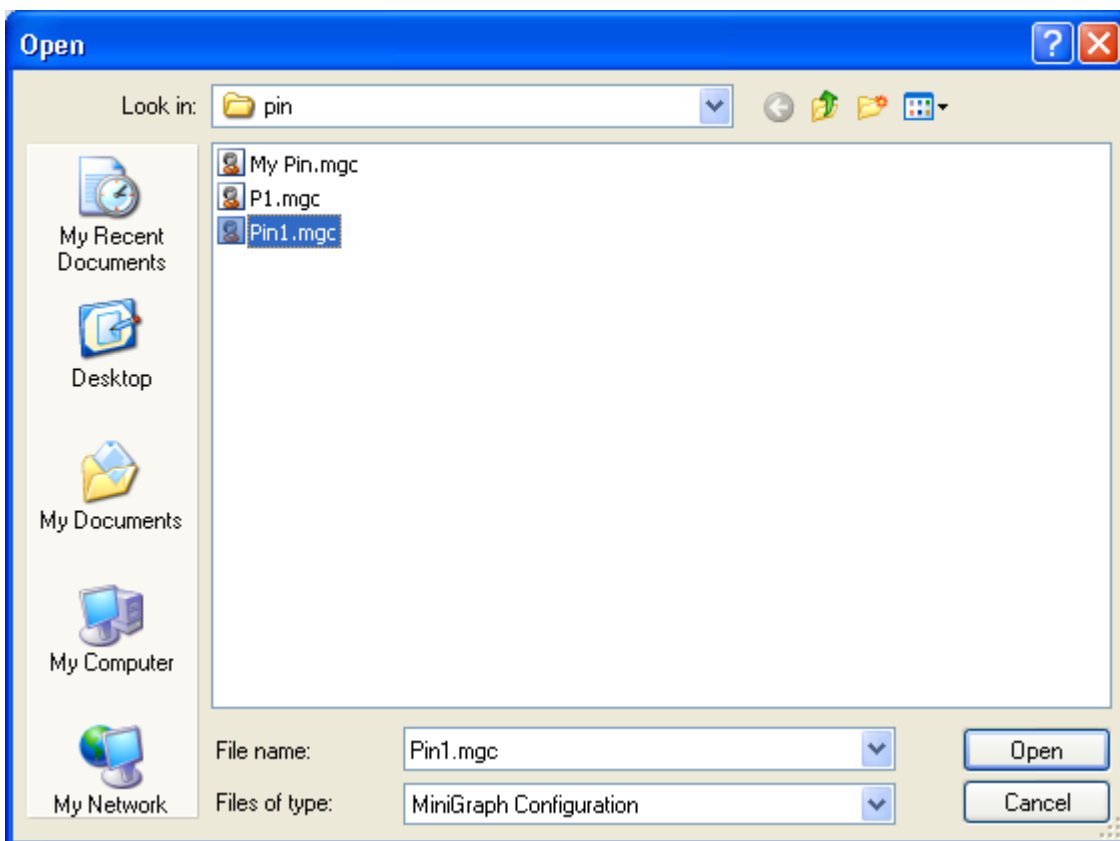 Open
Look in: pin
My Pin.mgc
P1.mgc
Pin1.mgc
My Recent
Documents
Desktop
My Documents
My Computer
My Network
File name: Pin1.mgc Open
Files of type: MiniGraph Configuration Cancel